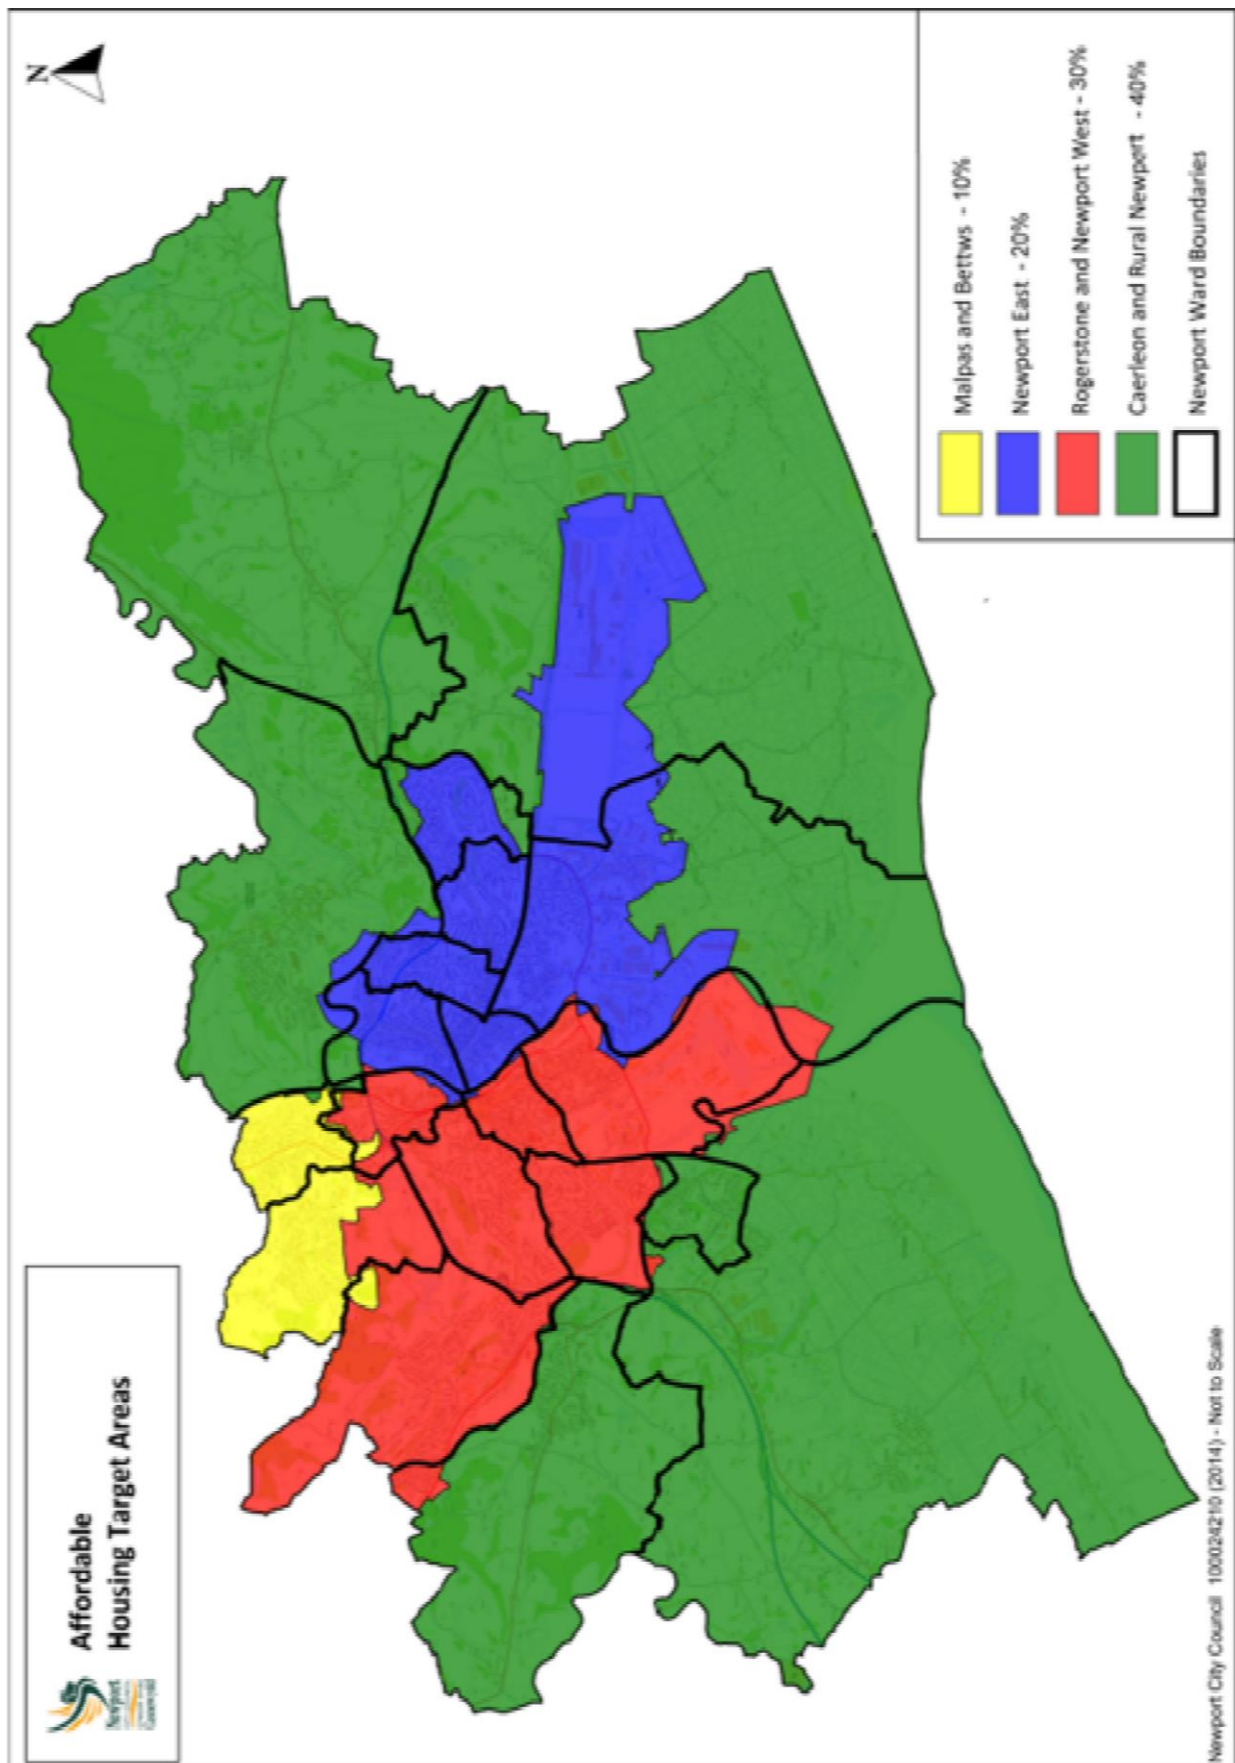 Affordable
Housing Target Areas
Newport
N
Malpas and Bettws - 10%
Newport East - 20%
Rogerstone and Newport West - 30%
Caerleon and Rural Newport - 40%
Newport Ward Boundaries
Newport City Council 100024210 (2014) - Not to Scale